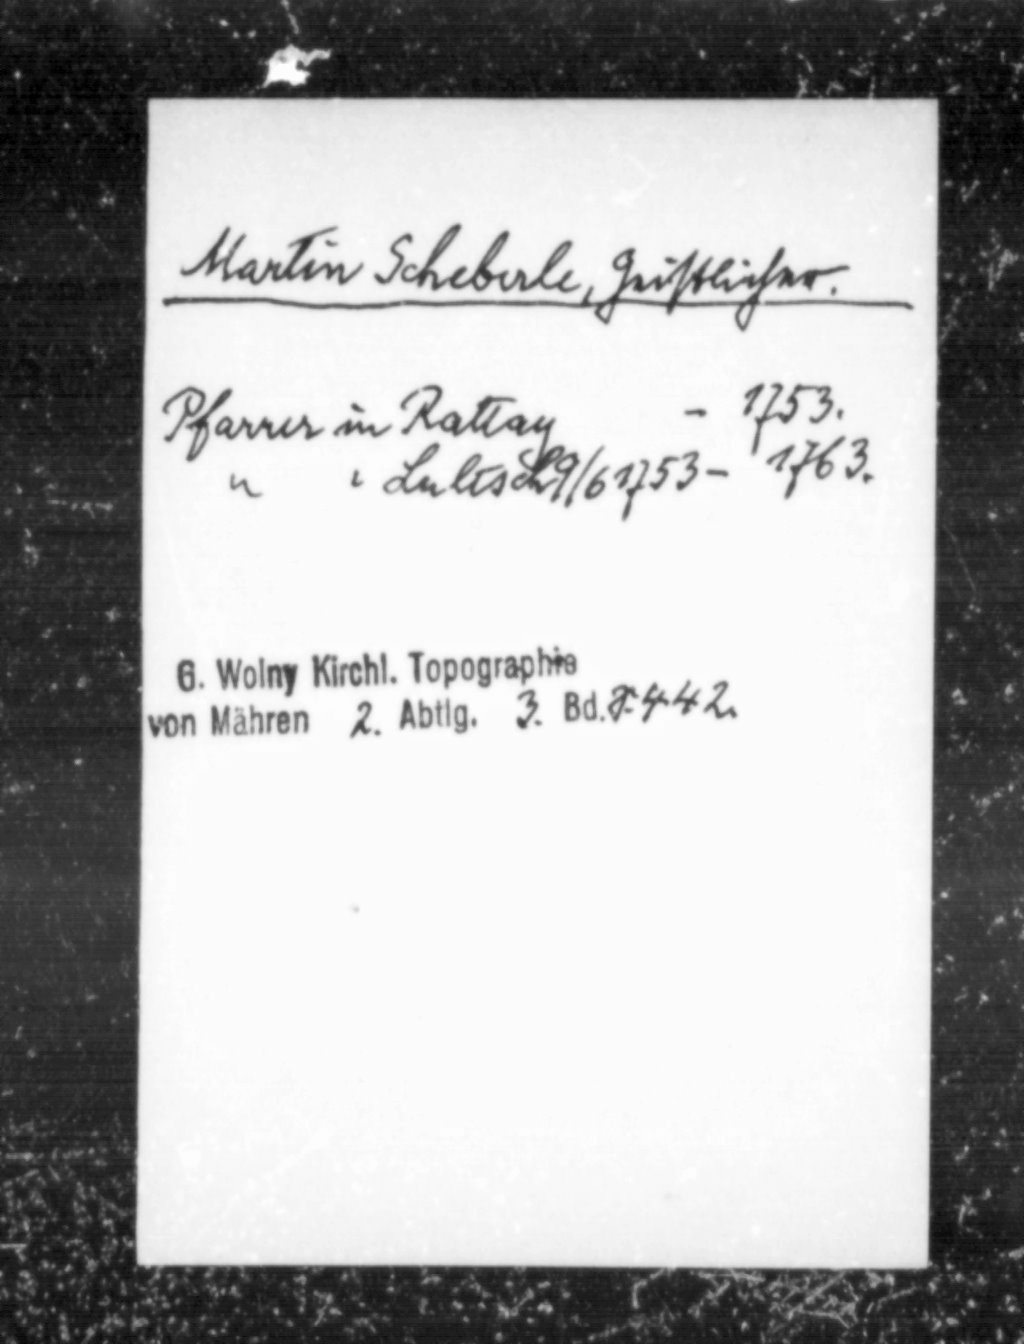 Martin Scheberle, Geistlicher.
Pfarrer in Rattay - 1753.
" " Lultsch 9/6 1753 - 1763.
G. Wolny Kirchl. Topographie
von Mähren 2. Abtlg. 3. Bd. S. 442.